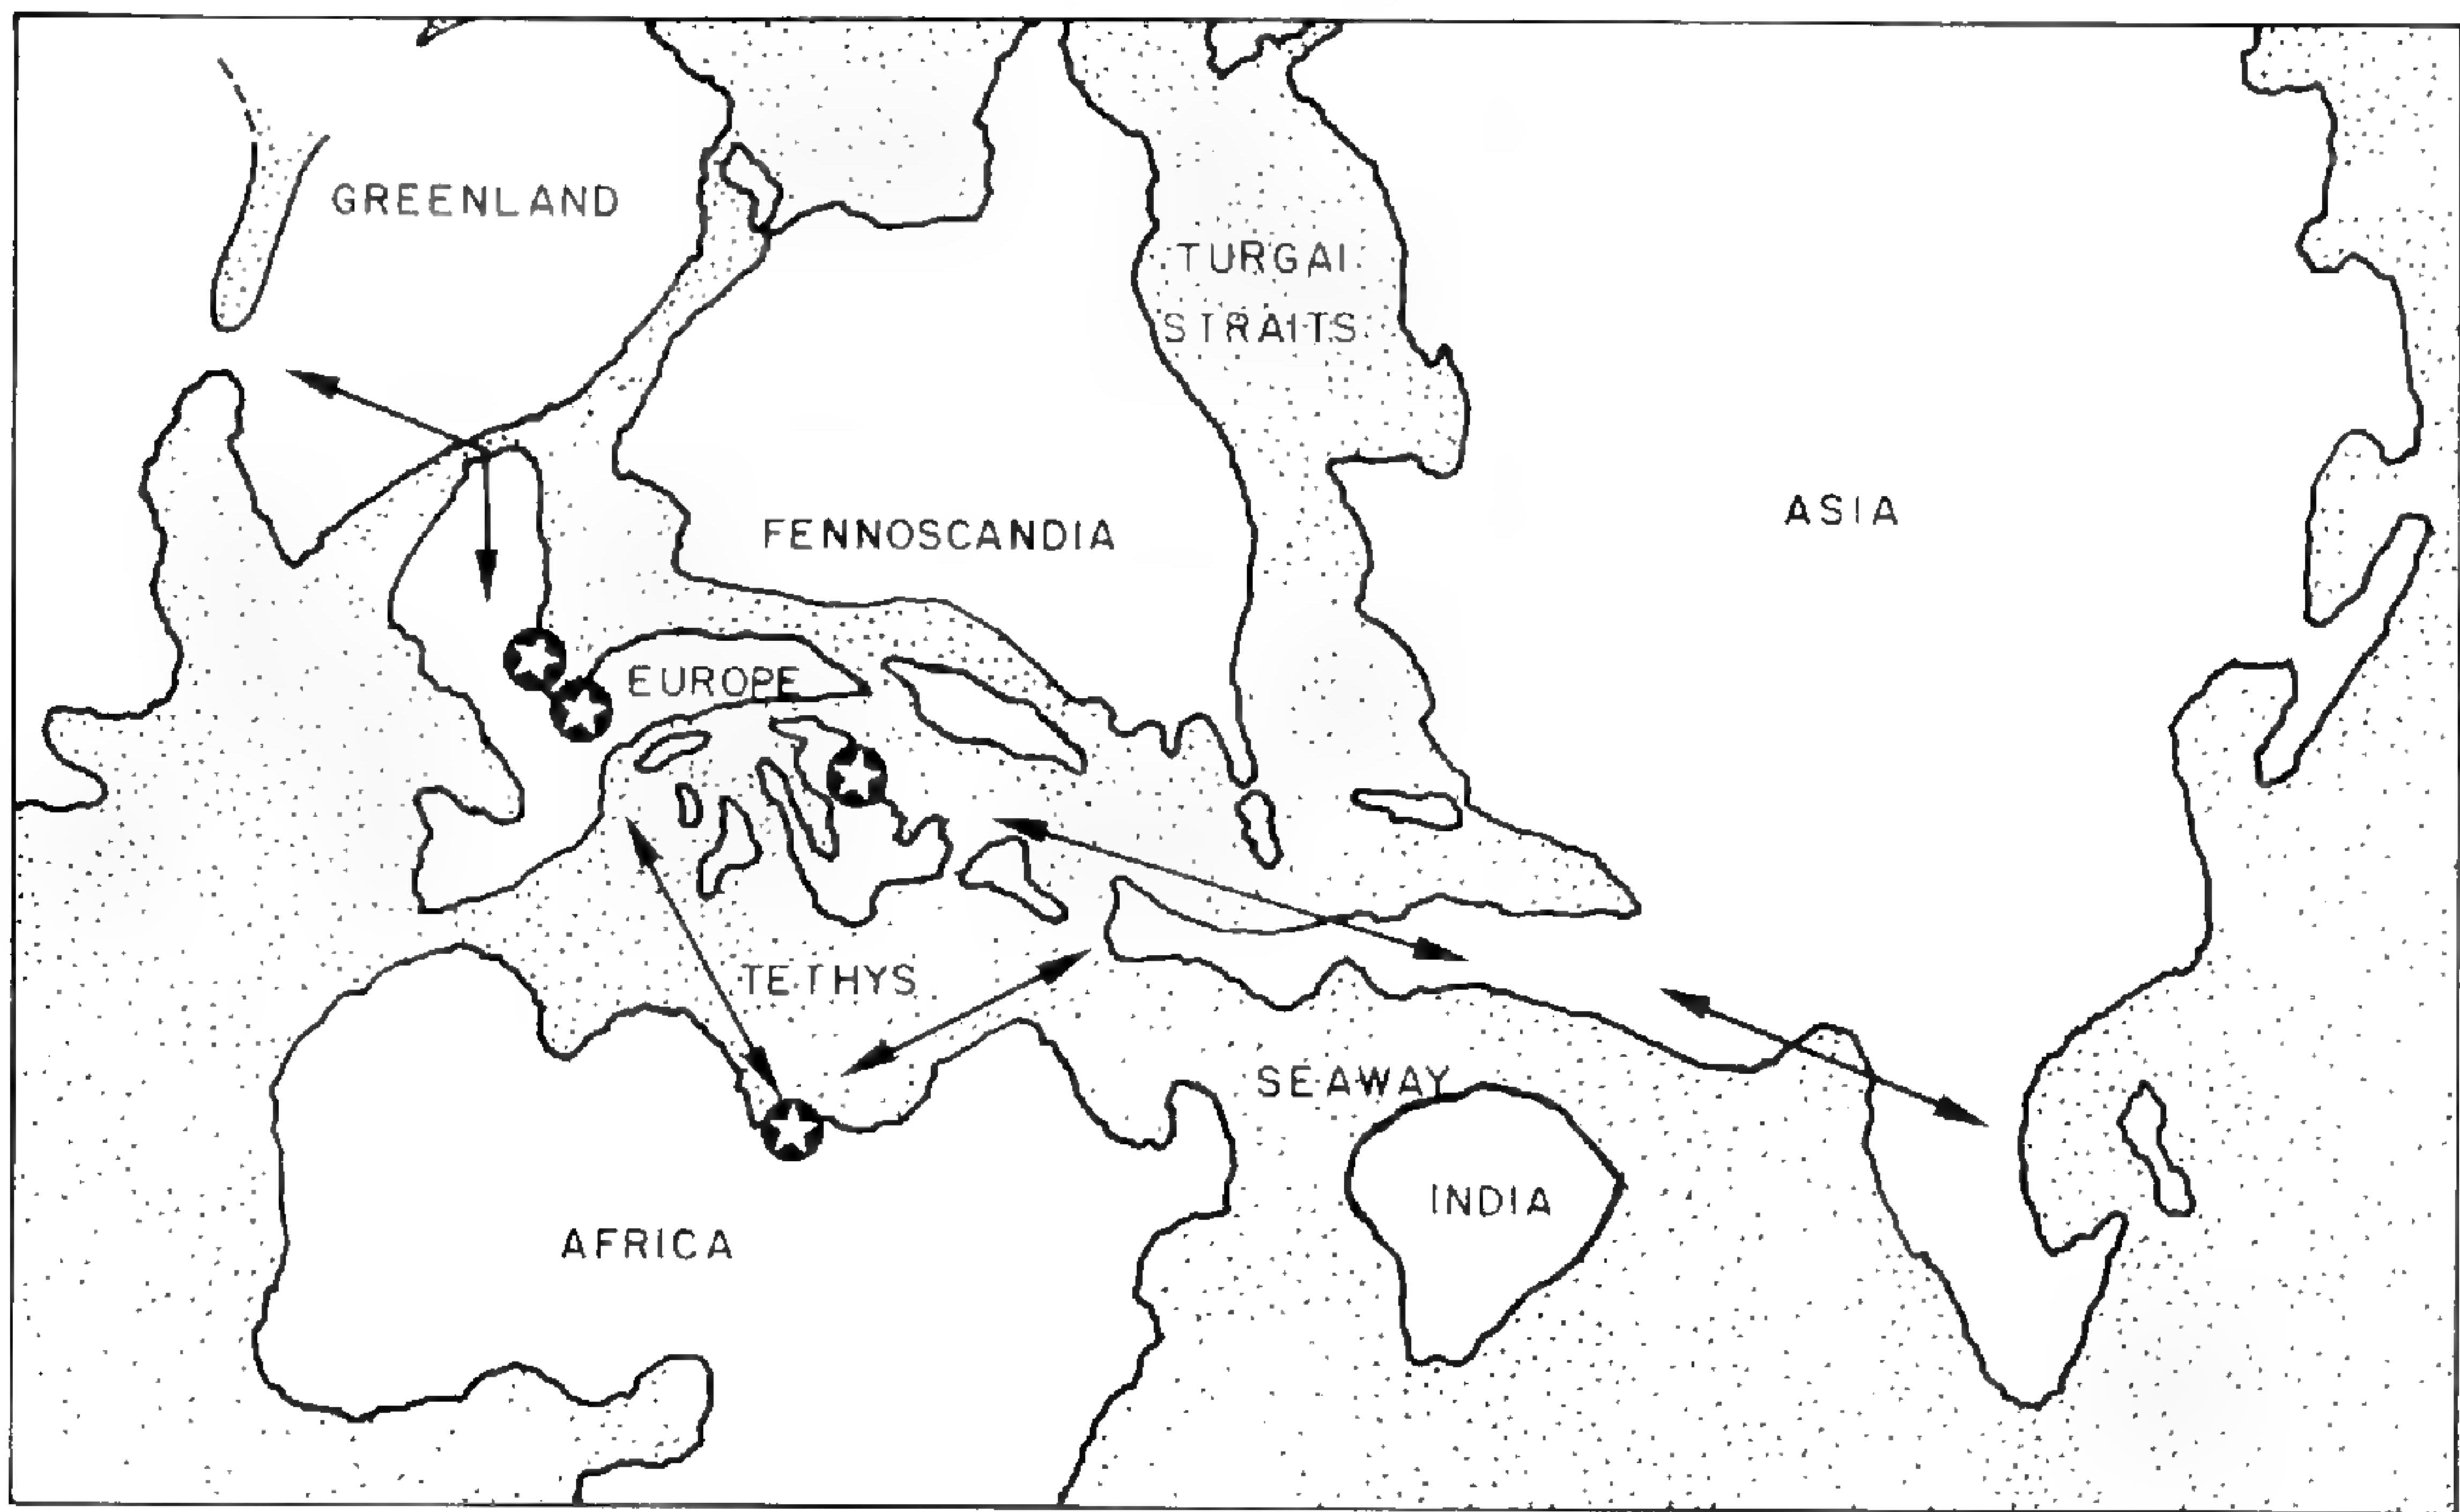 GREENLAND
TURGAI
STRAITS
ASIA
FENNOSCANDIA
EUROPE
TETHYS
SEAWAY
INDIA
AFRICA